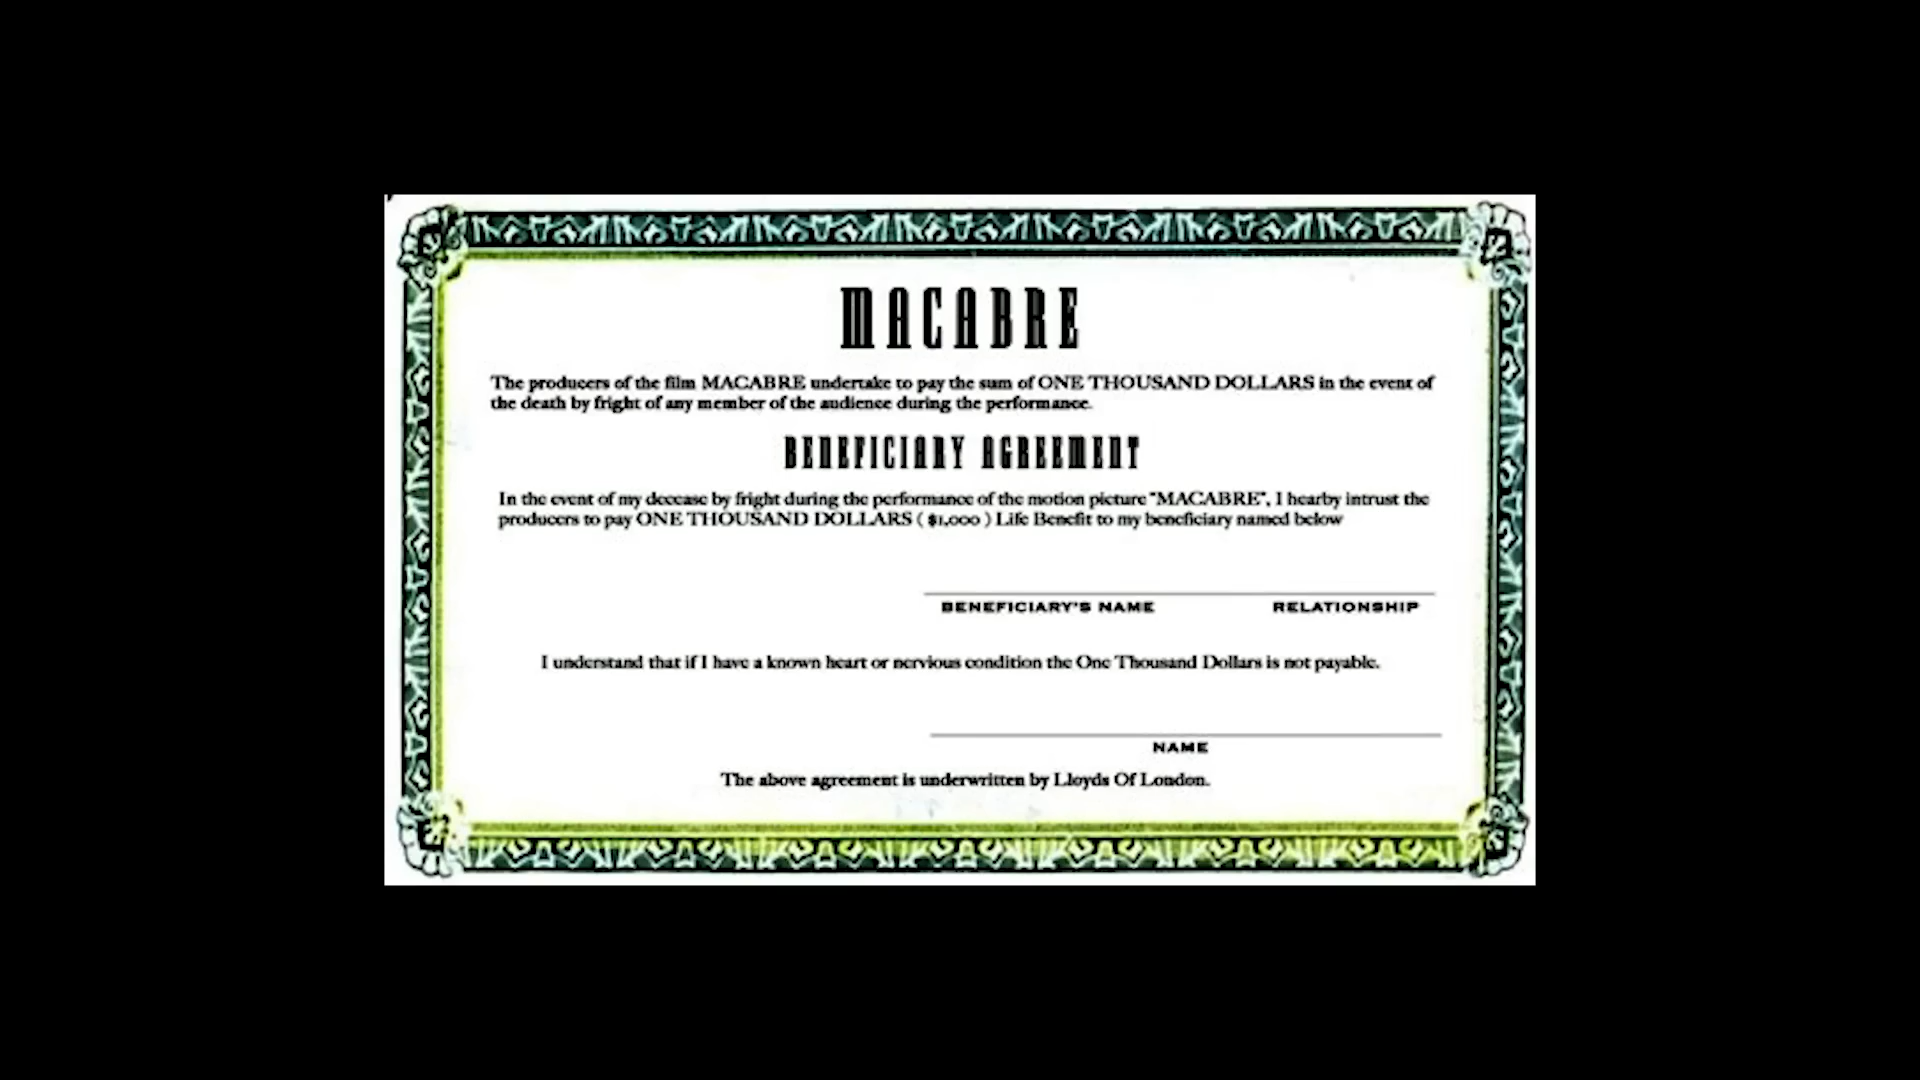 MACABRE
The producers of the film MACABRE undertake to pay the sum of ONE THOUSAND DOLLARS in the event of
the death by fright of any member of the audience during the performance.
BENEFICIARY AGREEMENT
In the event of my decease by fright during the performance of the motion picture "MACABRE", I hearby intrust the
producers to pay ONE THOUSAND DOLLARS ( $1,000 ) Life Benefit to my beneficiary named below
BENEFICIARY'S NAME RELATIONSHIP
I understand that if I have a known heart or nervious condition the One Thousand Dollars is not payable.
NAME
The above agreement is underwritten by Lloyds Of London.